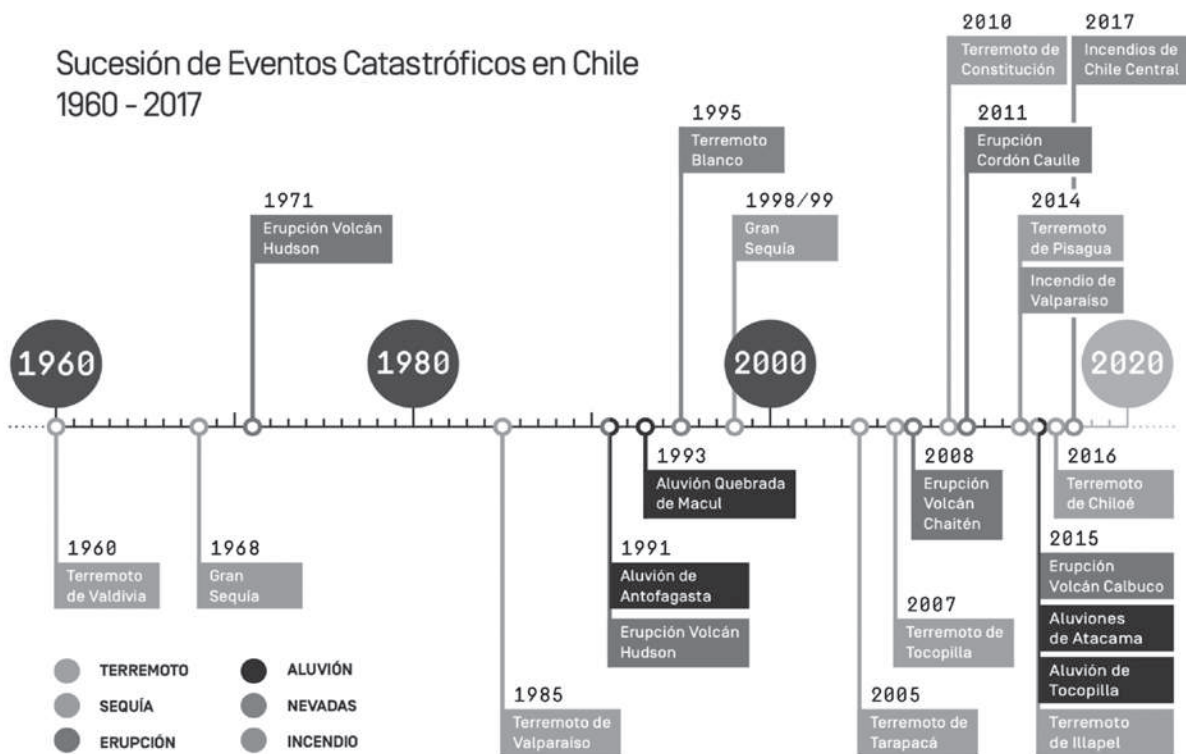 Sucesión de Eventos Catastróficos en Chile
1960 - 2017
2010
Terremoto de
Constitución
2017
Incendios de
Chile Central
1995
Terremoto
Blanco
2011
Erupción
Cordón Caulle
1971
Erupción Volcán
Hudson
1998/99
Gran
Sequía
2014
Terremoto
de Pisagua
Incendio de
Valparaíso
1960
1980
2000
2020
1960
Terremoto
de Valdivia
1968
Gran
Sequía
1985
Terremoto de
Valparaíso
1991
Aluvión de
Antofagasta
Erupción Volcán
Hudson
1993
Aluvión Quebrada
de Macul
2005
Terremoto de
Tarapacá
2007
Terremoto de
Tocopilla
2008
Erupción
Volcán
Chaitén
2016
Terremoto
de Chiloé
2015
Erupción
Volcán Calbuco
Aluviones
de Atacama
Aluvión de
Tocopilla
Terremoto
de Illapel
TERREMOTO
SEQUÍA
ERUPCIÓN
ALUVIÓN
NEVADAS
INCENDIO